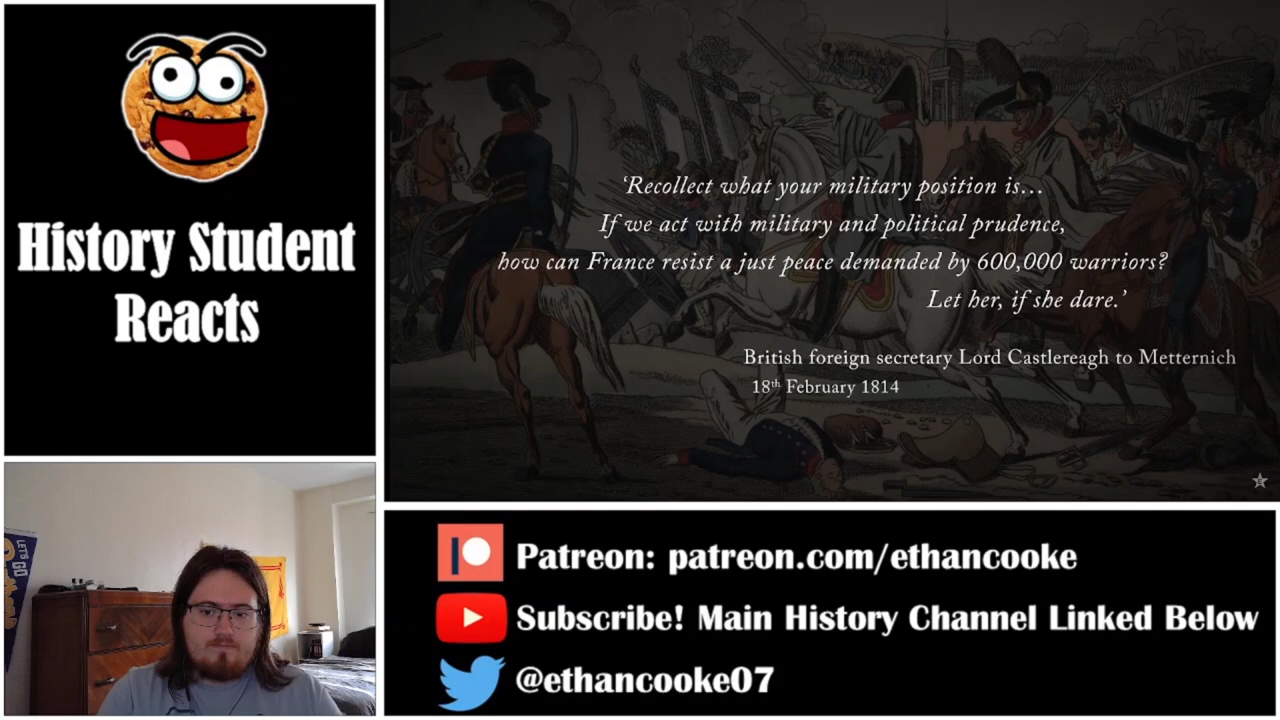 History Student
Reacts
‘Recollect what your military position is…
If we act with military and political prudence,
how can France resist a just peace demanded by 600,000 warriors?
Let her, if she dare.’
British foreign secretary Lord Castlereagh to Metternich
18th February 1814
LET'S GO
Patreon: patreon.com/ethancooke
Subscribe! Main History Channel Linked Below
@ethancooke07